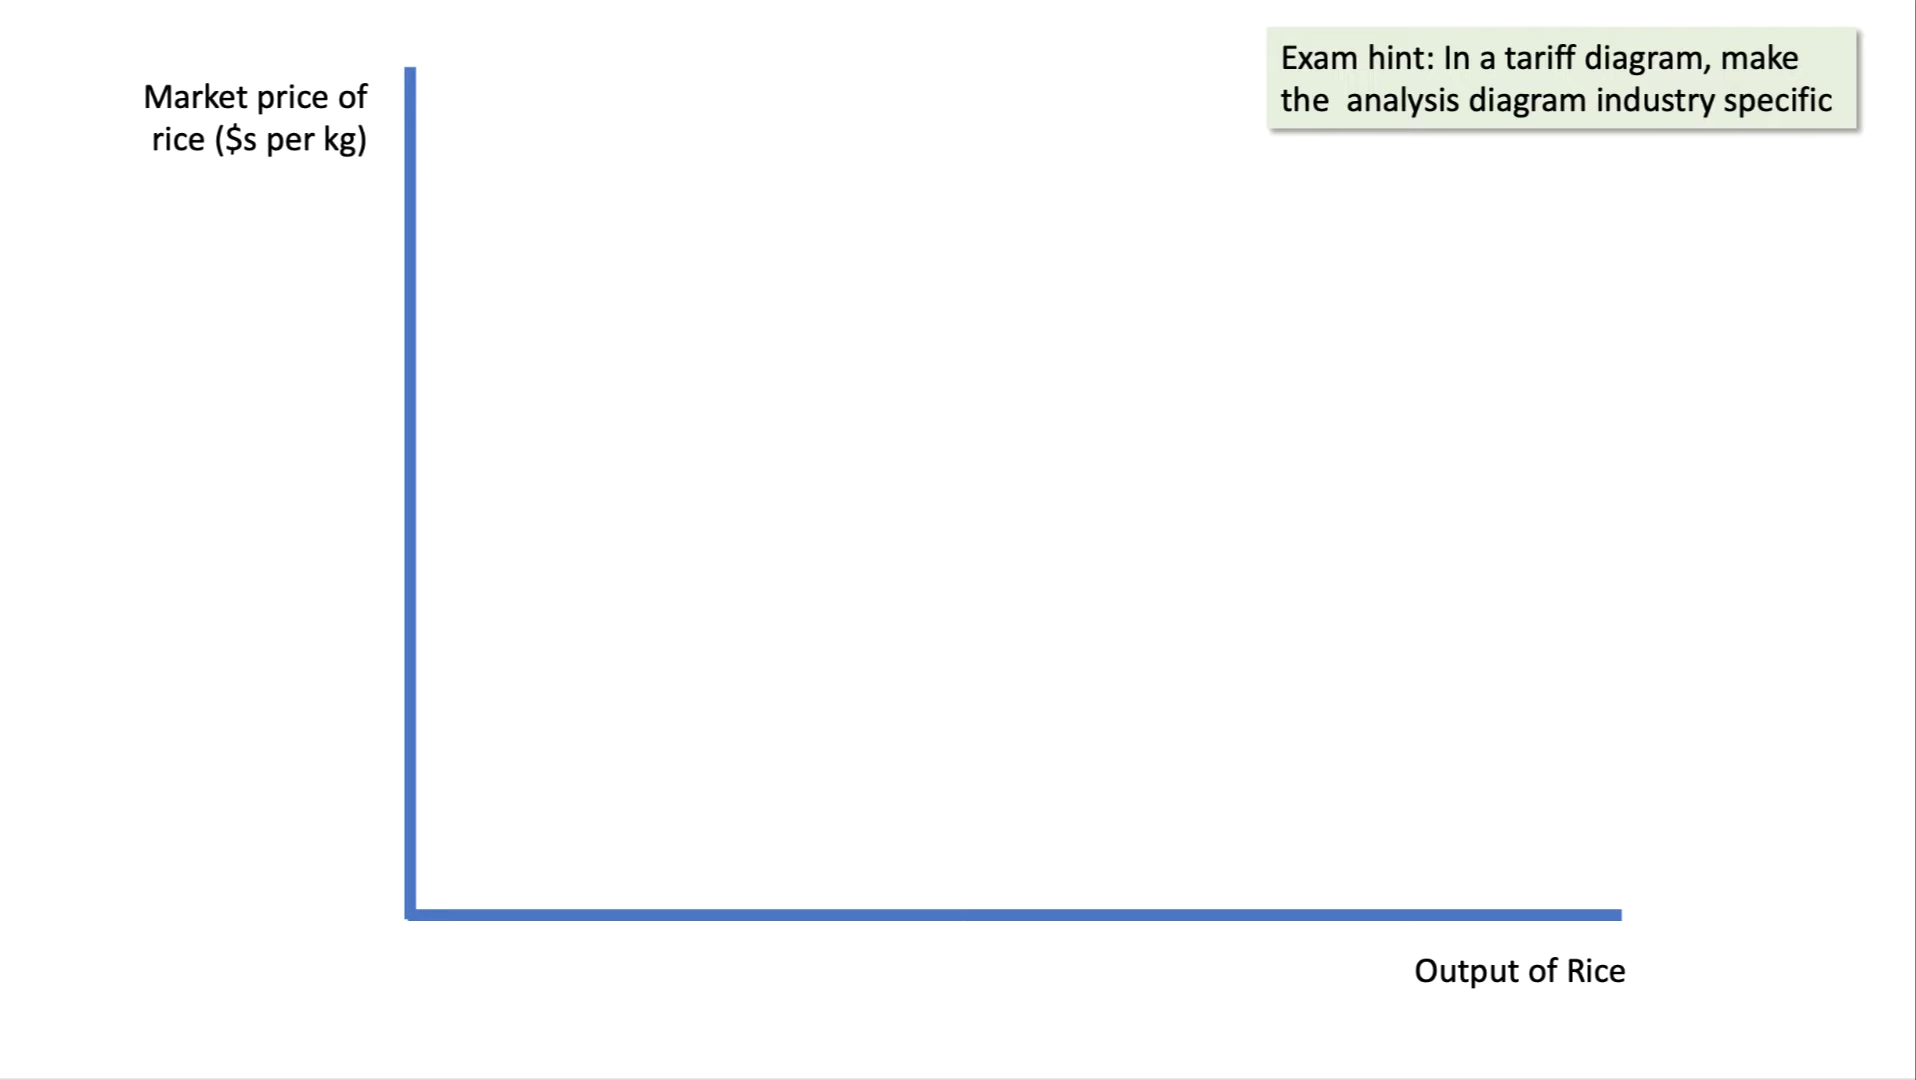 Exam hint: In a tariff diagram, make
the  analysis diagram industry specific
Market price of
rice ($s per kg)
Output of Rice